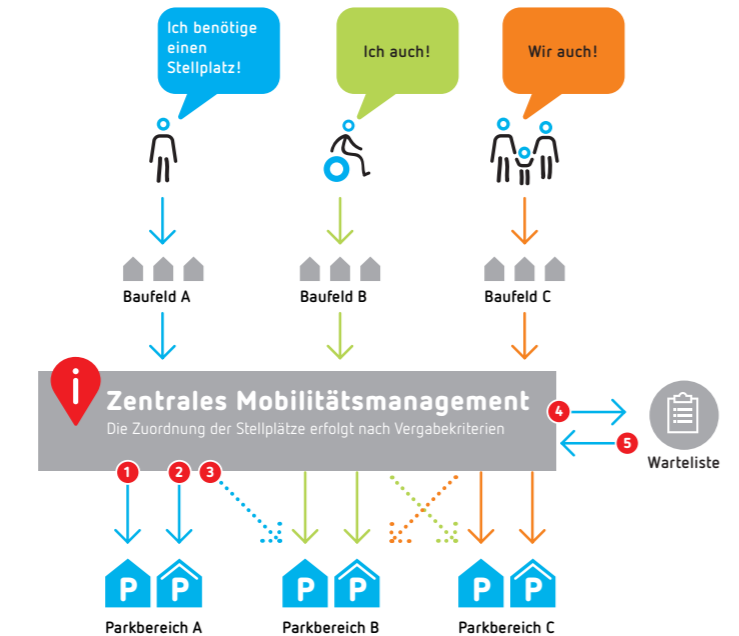 Ich benötige
einen
Stellplatz!
Ich auch!
Wir auch!
Baufeld A
Baufeld B
Baufeld C
i
Zentrales Mobilitätsmanagement
Die Zuordnung der Stellplätze erfolgt nach Vergabekriterien
4
5
Warteliste
1
2
3
P P
P P
P P
Parkbereich A
Parkbereich B
Parkbereich C